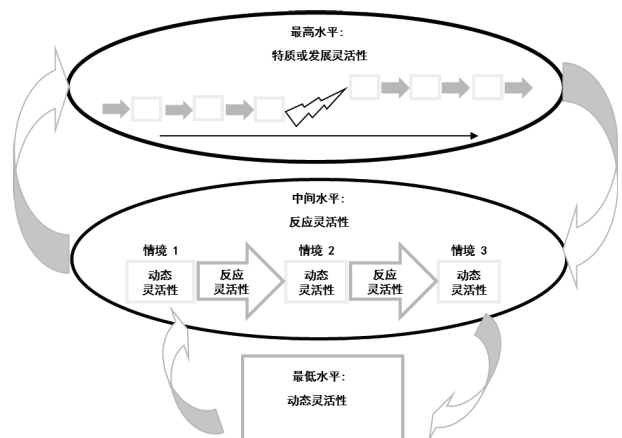 最高水平：
特质或发展灵活性
中间水平：
反应灵活性
情境 1
情境 2
情境 3
动态
灵活性
反应
灵活性
动态
灵活性
反应
灵活性
动态
灵活性
最低水平：
动态灵活性